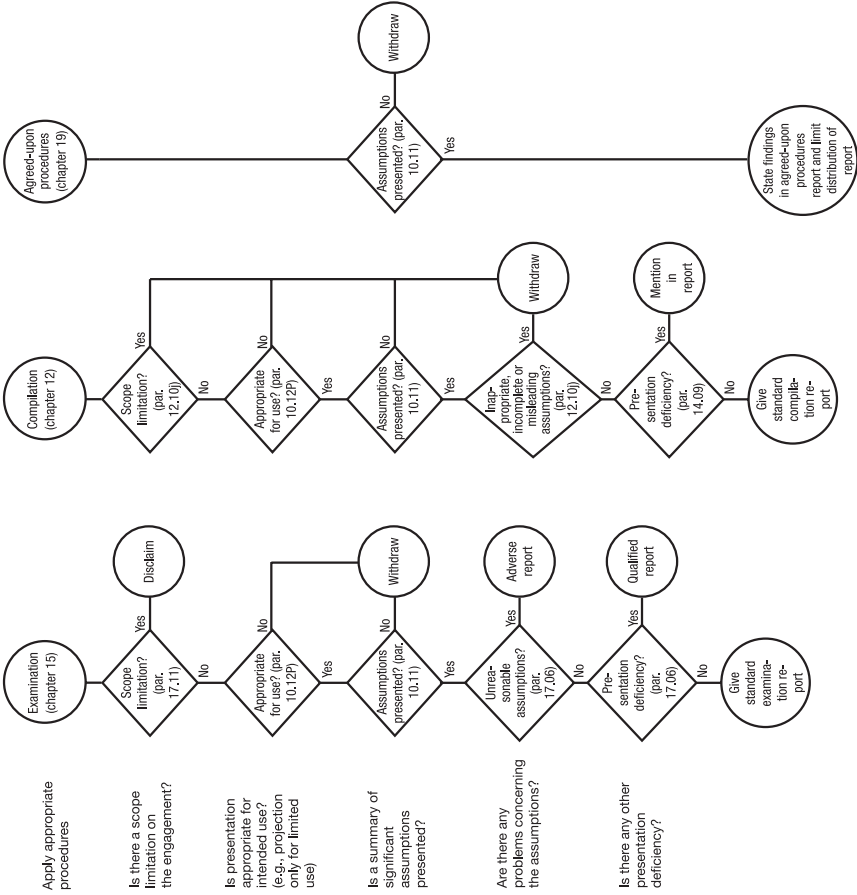 Apply appropriate
procedures
Is there a scope
limitation on
the engagement?
Is presentation
appropriate for
intended use?
(e.g., projection
only for limited
use)
Is a summary of
significant
assumptions
presented?
Are there any
problems concerning
the assumptions?
Is there any other
presentation
deficiency?
Examination
(chapter 15)
Scope
limitation?
(par.
17.11)
Yes
Disclaim
No
Appropriate
for use? (par.
10.12P)
No
Yes
Assumptions
presented? (par.
10.11)
No
Withdraw
Yes
Unrea-
sonable
assumptions?
(par.
17.06)
Yes
Adverse
report
No
Pre-
sentation
deficiency?
(par.
17.06)
Yes
Qualified
report
No
Give
standard
examina-
tion re-
port
Compilation
(chapter 12)
Scope
limitation?
(par.
12.10j)
Yes
No
Appropriate
for use? (par.
10.12P)
No
Yes
Assumptions
presented? (par.
10.11)
No
Yes
Inap-
propriate,
incomplete or
misleading
assumptions?
(par.
12.10j)
Yes
Withdraw
No
Pre-
sentation
deficiency?
(par.
14.09)
Yes
Mention
in
report
No
Give
standard
compila-
tion re-
port
Agreed-upon
procedures
(chapter 19)
Assumptions
presented? (par.
10.11)
No
Withdraw
Yes
State findings
in agreed-upon
procedures
report and limit
distribution of
report